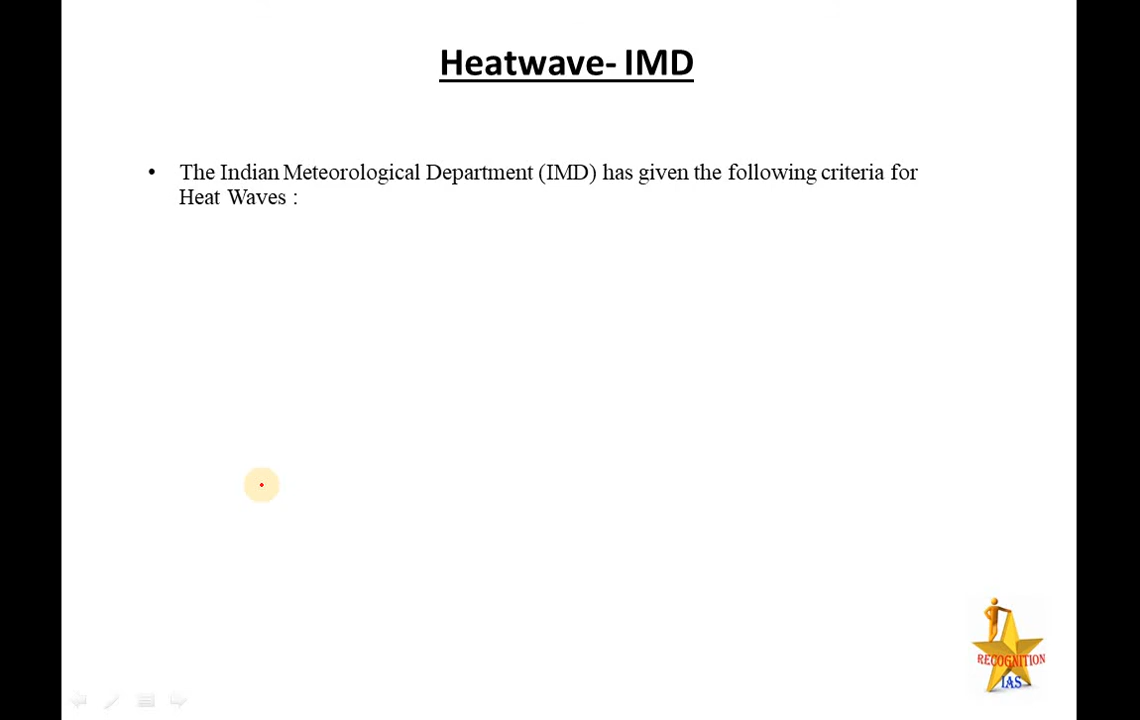 Heatwave- IMD
• The Indian Meteorological Department (IMD) has given the following criteria for
Heat Waves :
RECOGNITION
IAS